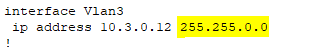 interface Vlan3
 ip address 10.3.0.12 255.255.0.0
!